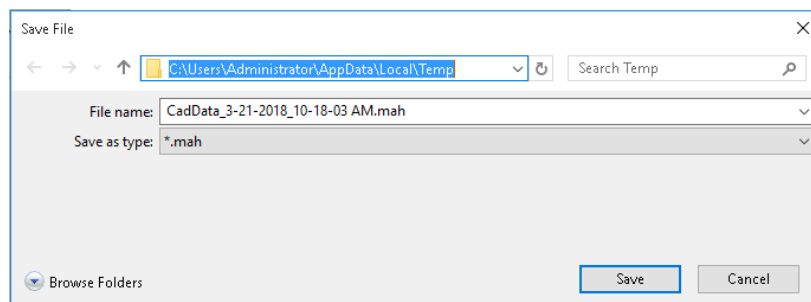 Save File
C:\Users\Administrator\AppData\Local\Temp
Search Temp
File name: CadData_3-21-2018_10-18-03 AM.mah
Save as type: *.mah
Browse Folders
Save
Cancel